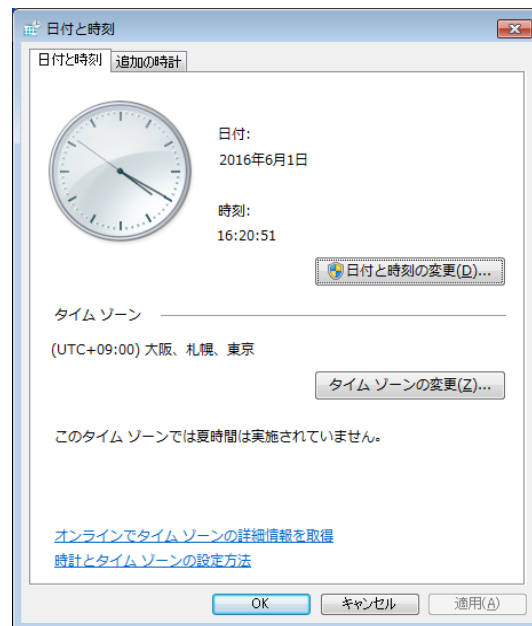 日付と時刻
日付と時刻 追加の時計
日付:
2016年6月1日
時刻:
16:20:51
日付と時刻の変更(D)...
タイム ゾーン
(UTC+09:00) 大阪、札幌、東京
タイム ゾーンの変更(Z)...
このタイム ゾーンでは夏時間は実施されていません。
オンラインでタイム ゾーンの詳細情報を取得
時計とタイム ゾーンの設定方法
OK キャンセル 適用(A)